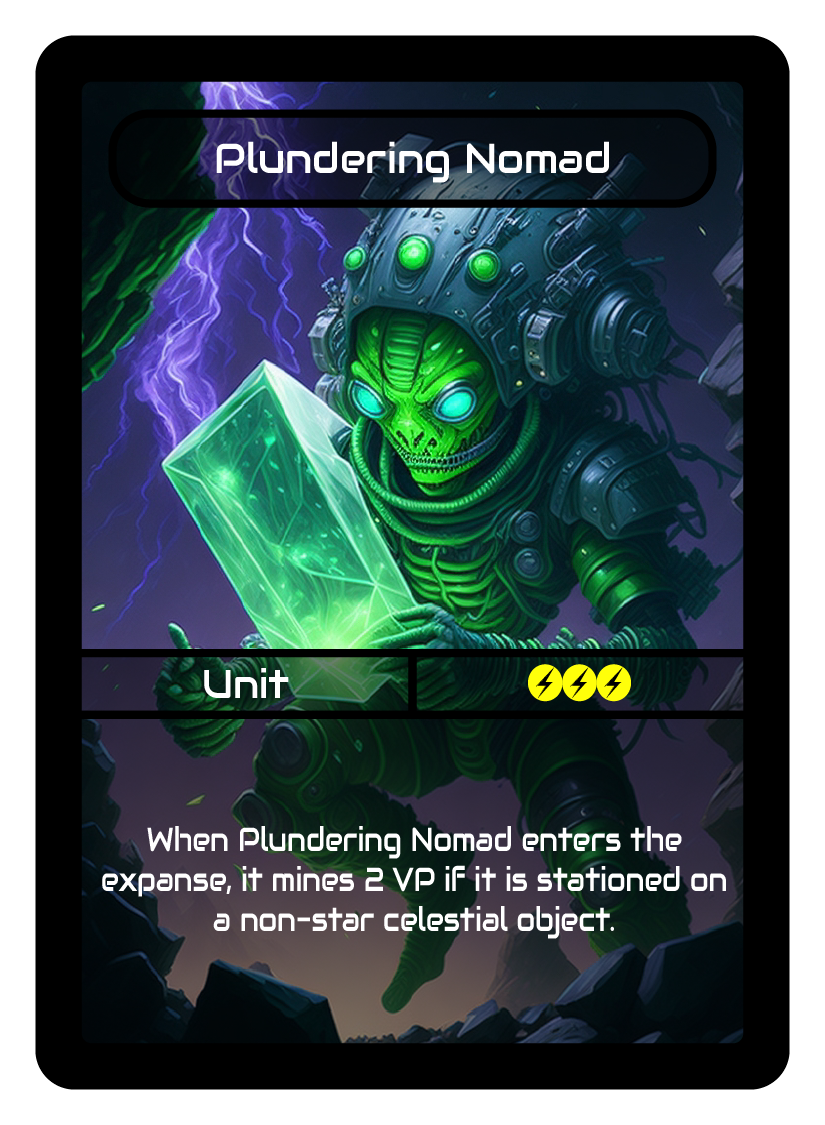 Plundering Nomad
Unit
When Plundering Nomad enters the
expanse, it mines 2 VP if it is stationed on
a non-star celestial object.